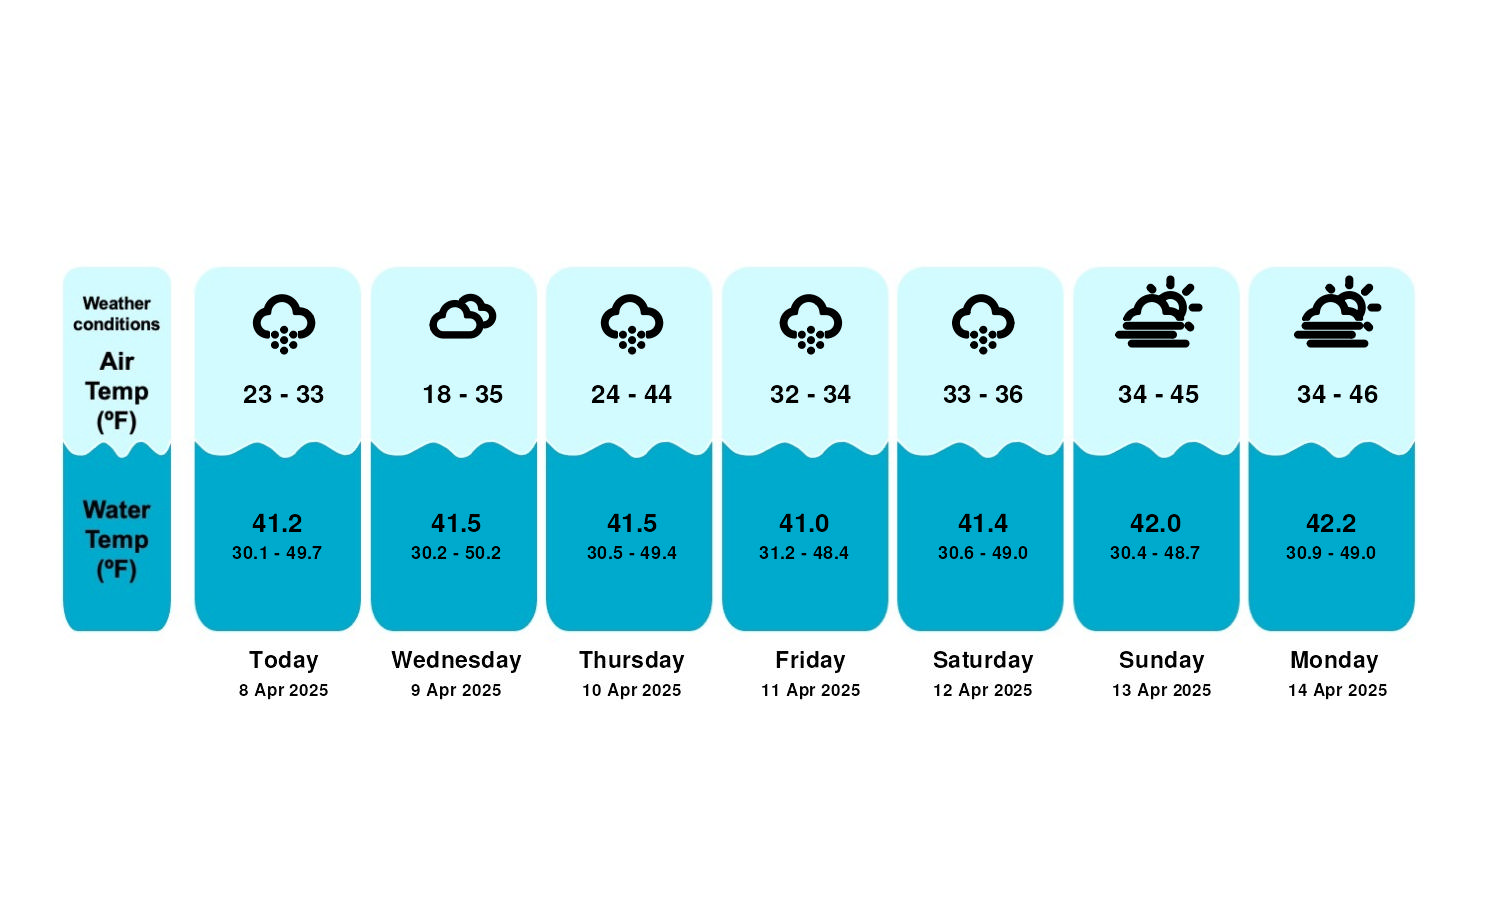 Weather
conditions
Air
Temp
(ºF)
Water
Temp
(ºF)
23 - 33
41.2
30.1 - 49.7
Today
8 Apr 2025
18 - 35
41.5
30.2 - 50.2
Wednesday
9 Apr 2025
24 - 44
41.5
30.5 - 49.4
Thursday
10 Apr 2025
32 - 34
41.0
31.2 - 48.4
Friday
11 Apr 2025
33 - 36
41.4
30.6 - 49.0
Saturday
12 Apr 2025
34 - 45
42.0
30.4 - 48.7
Sunday
13 Apr 2025
34 - 46
42.2
30.9 - 49.0
Monday
14 Apr 2025